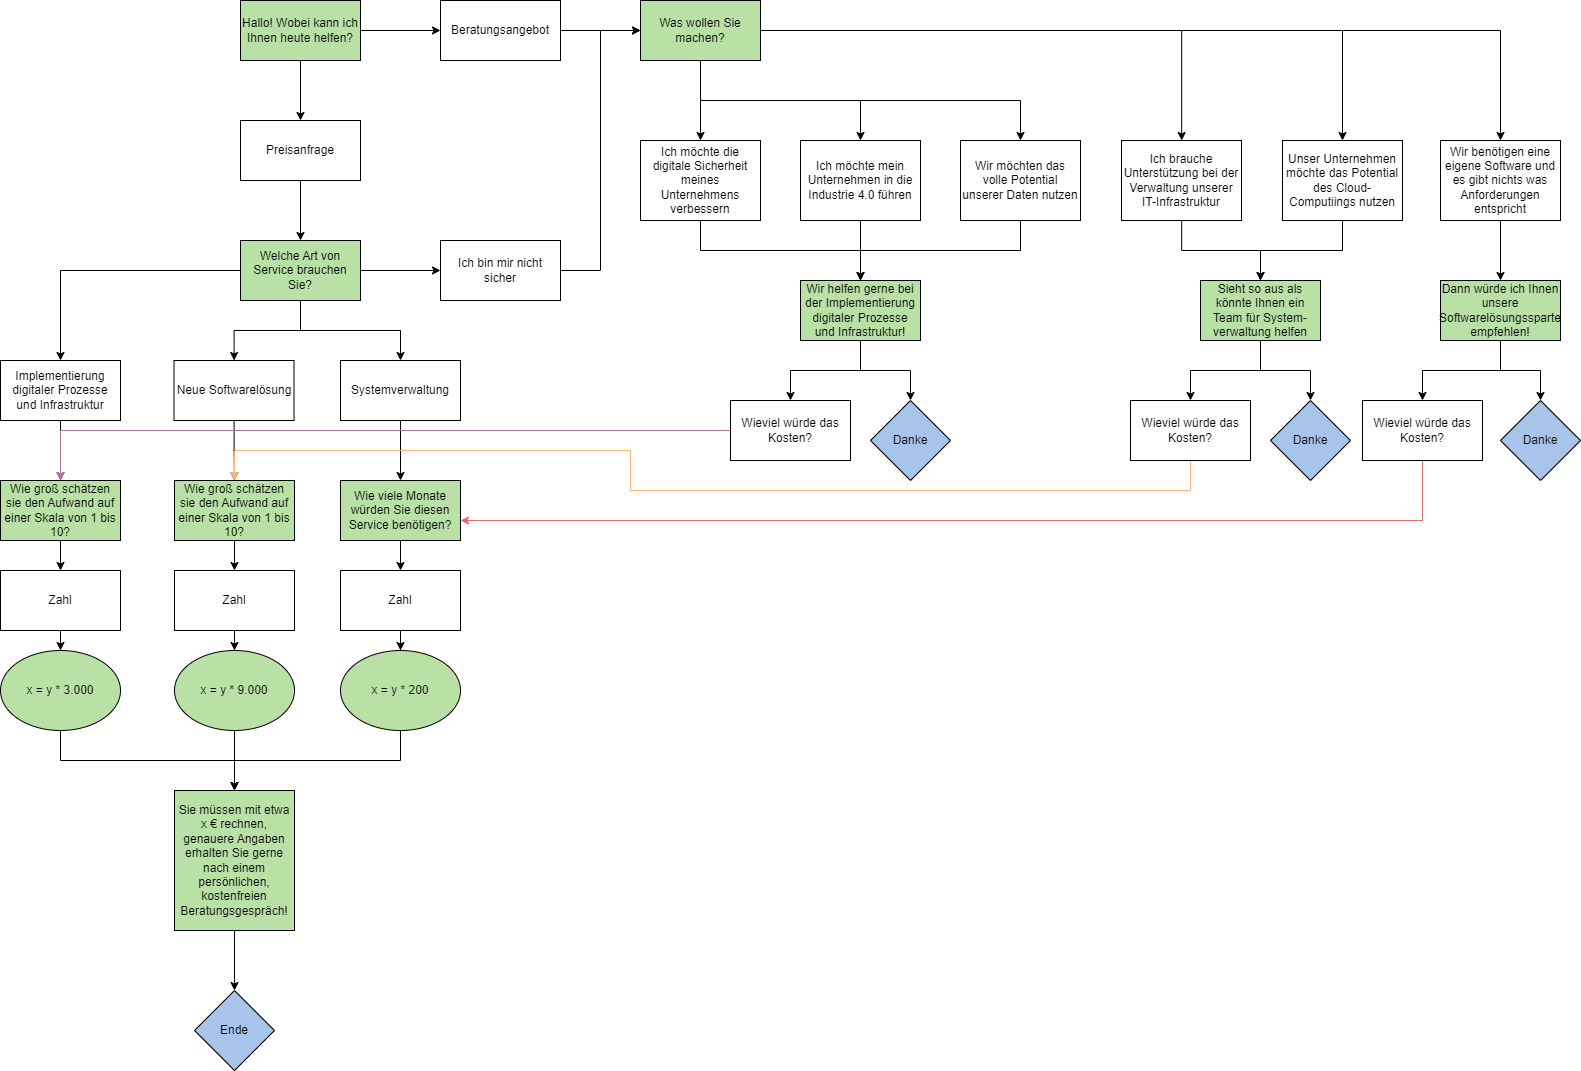 Hallo! Wobei kann ich
Ihnen heute helfen?
Beratungsangebot
Was wollen Sie
machen?
Preisanfrage
Ich möchte die
digitale Sicherheit
meines
Unternehmens
verbessern
Ich möchte mein
Unternehmen in die
Industrie 4.0 führen
Wir möchten das
volle Potential
unserer Daten nutzen
Ich brauche
Unterstützung bei der
Verwaltung unserer
IT-Infrastruktur
Unser Unternehmen
möchte das Potential
des Cloud-
Computiings nutzen
Wir benötigen eine
eigene Software und
es gibt nichts was
Anforderungen
entspricht
Welche Art von
Service brauchen
Sie?
Ich bin mir nicht
sicher
Wir helfen gerne bei
der Implementierung
digitaler Prozesse
und Infrastruktur!
Sieht so aus als
könnte Ihnen ein
Team für System-
verwaltung helfen
Dann würde ich Ihnen
unsere
Softwarelösungssparte
empfehlen!
Implementierung
digitaler Prozesse
und Infrastruktur
Neue Softwarelösung
Systemverwaltung
Wieviel würde das
Kosten?
Danke
Wieviel würde das
Kosten?
Danke
Wieviel würde das
Kosten?
Danke
Wie groß schätzen
sie den Aufwand auf
einer Skala von 1 bis
10?
Wie groß schätzen
sie den Aufwand auf
einer Skala von 1 bis
10?
Wie viele Monate
würden Sie diesen
Service benötigen?
Zahl
Zahl
Zahl
x = y * 3.000
x = y * 9.000
x = y * 200
Sie müssen mit etwa
x € rechnen,
genauere Angaben
erhalten Sie gerne
nach einem
persönlichen,
kostenfreien
Beratungsgespräch!
Ende